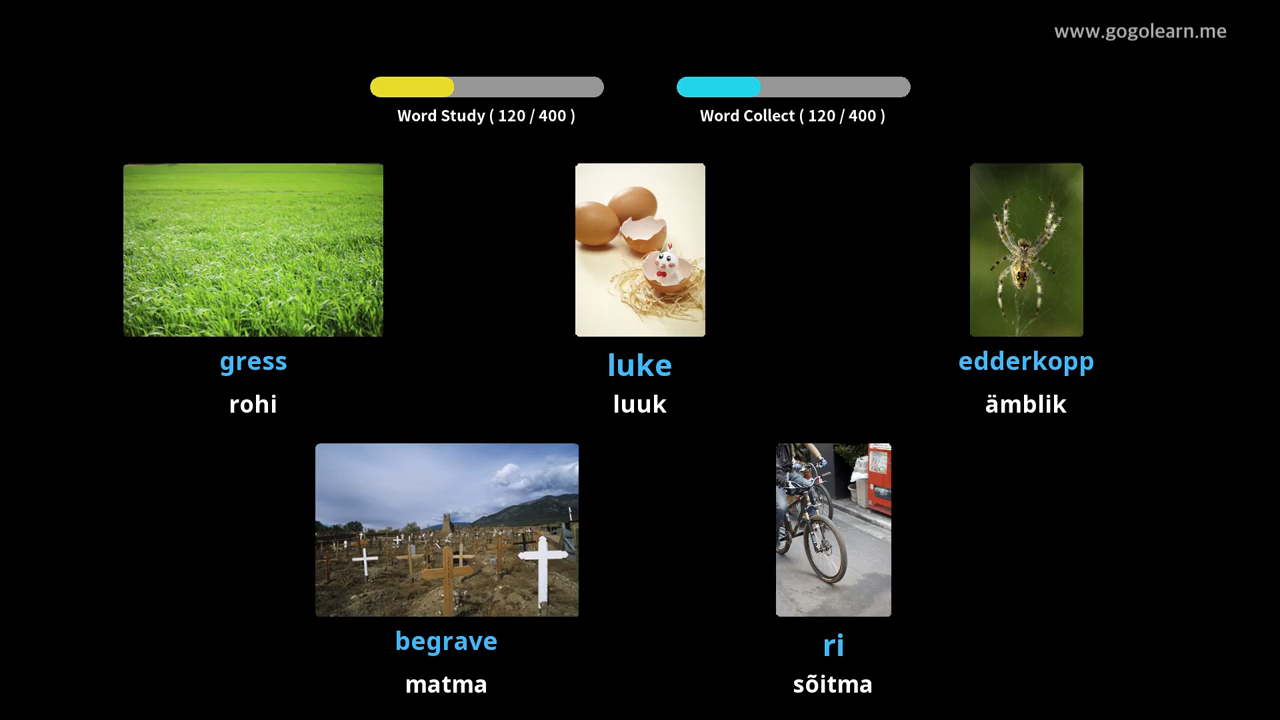 www.gogolearn.me
Word Study ( 120 / 400 )
Word Collect ( 120 / 400 )
gress
luke
edderkopp
rohi
luuk
ämblik
begrave
ri
matma
sõitma